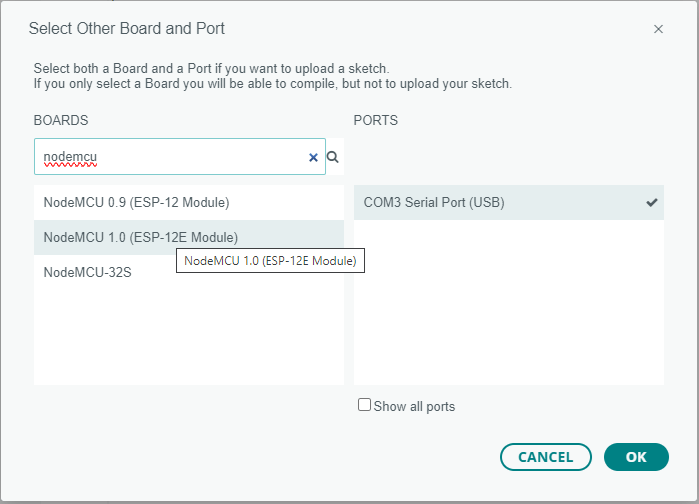 Select Other Board and Port
Select both a Board and a Port if you want to upload a sketch.
If you only select a Board you will be able to compile, but not to upload your sketch.
BOARDS
nodemcu
NodeMCU 0.9 (ESP-12 Module)
NodeMCU 1.0 (ESP-12E Module)
NodeMCU 1.0 (ESP-12E Module)
NodeMCU-32S
PORTS
COM3 Serial Port (USB)
Show all ports
CANCEL
OK